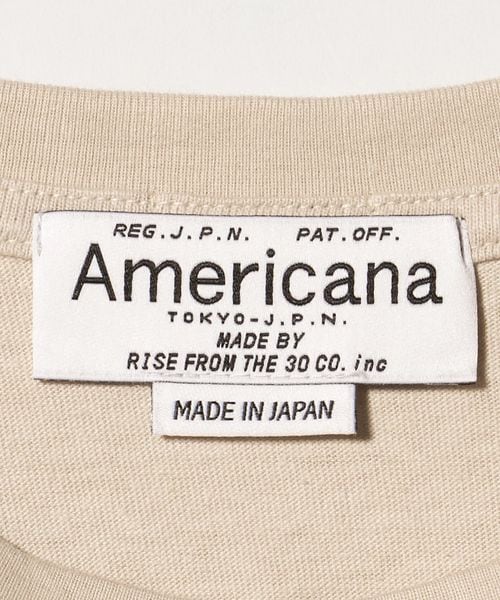 REG.J.P.N. PAT.OFF.
Americana
TOKYO-J.P.N.
MADE BY
RISE FROM THE 30 CO. inc
MADE IN JAPAN